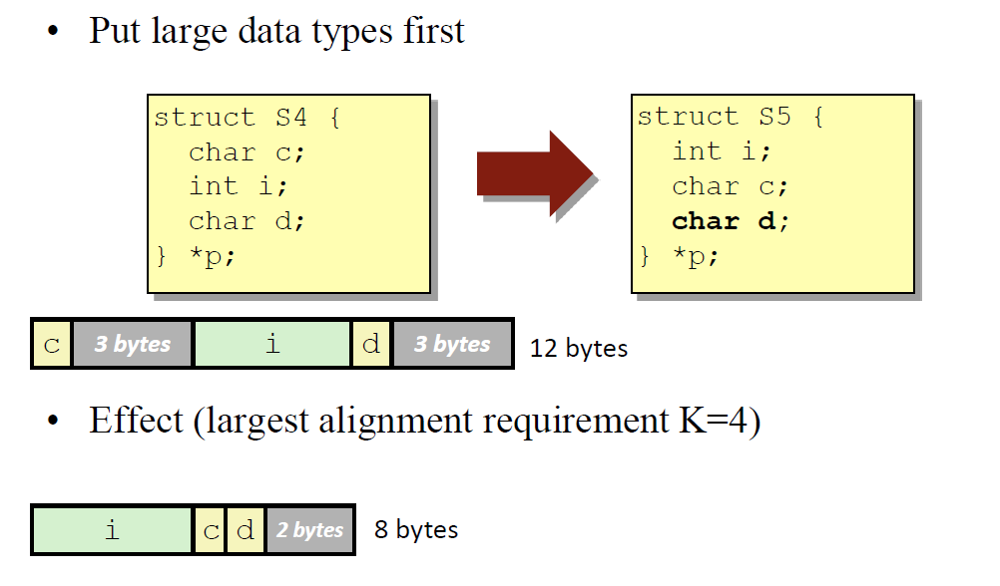 • Put large data types first
struct S4 {
  char c;
  int i;
  char d;
} *p;
struct S5 {
  int i;
  char c;
  char d;
} *p;
c 3 bytes i d 3 bytes 12 bytes
• Effect (largest alignment requirement K=4)
i c d 2 bytes 8 bytes